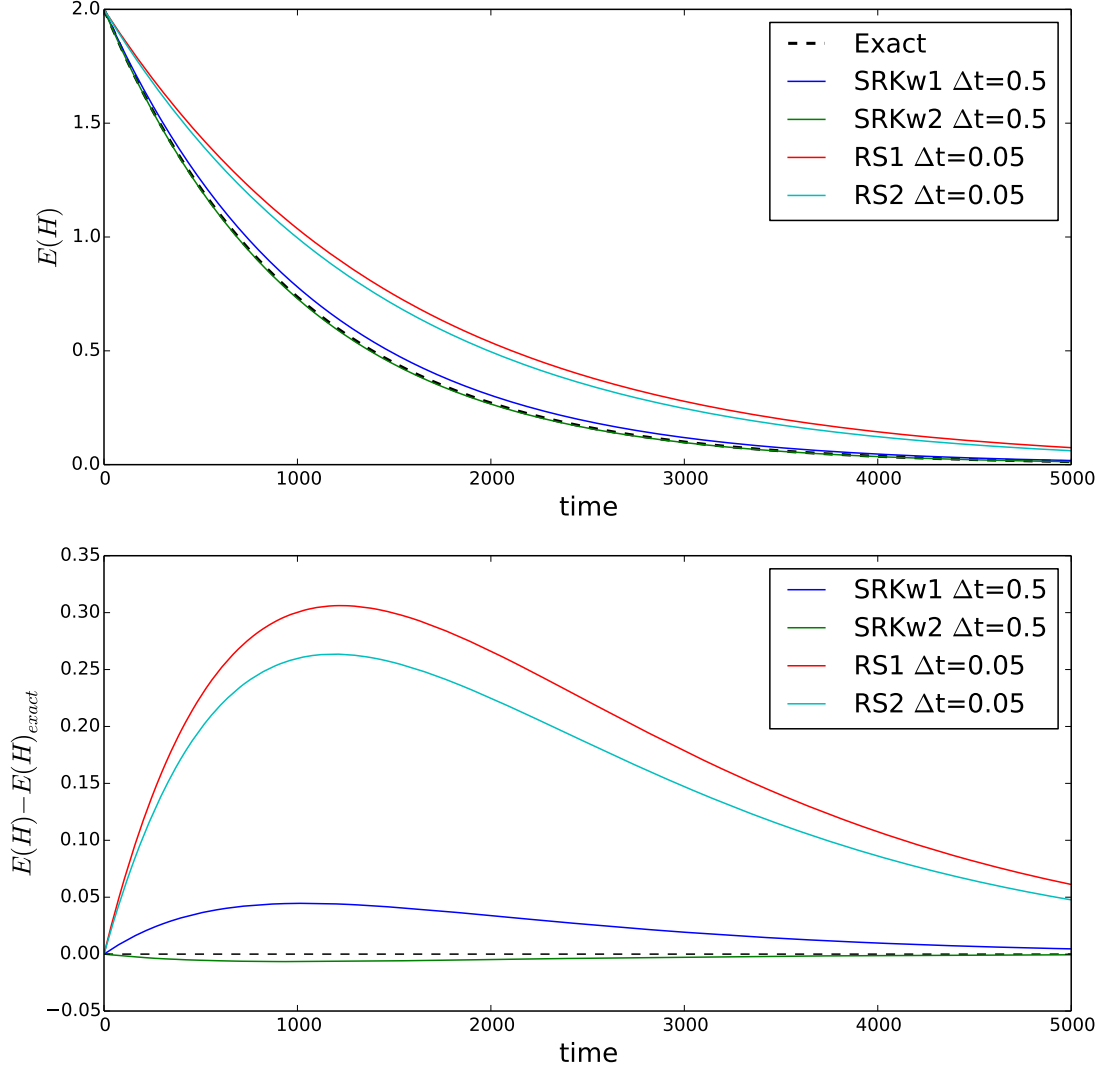 2.0
1.5
1.0
0.5
0.0
E(H)
Exact
SRKw1 Δt=0.5
SRKw2 Δt=0.5
RS1 Δt=0.05
RS2 Δt=0.05
0 1000 2000 3000 4000 5000
time
0.35
0.30
0.25
0.20
0.15
0.10
0.05
0.00
−0.05
E(H)−E(H)exact
SRKw1 Δt=0.5
SRKw2 Δt=0.5
RS1 Δt=0.05
RS2 Δt=0.05
0 1000 2000 3000 4000 5000
time